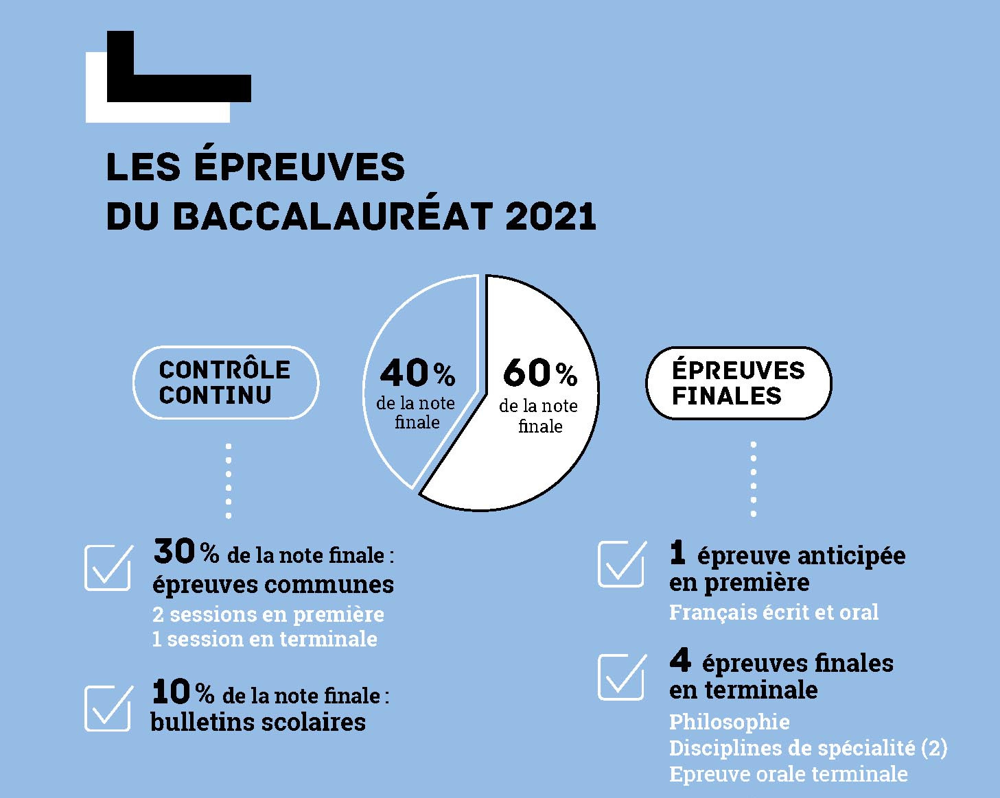 LES ÉPREUVES
DU BACCALAURÉAT 2021
CONTRÔLE
CONTINU
40%
de la note
finale
60%
de la note
finale
ÉPREUVES
FINALES
30% de la note finale :
épreuves communes
2 sessions en première
1 session en terminale
10% de la note finale :
bulletins scolaires
1 épreuve anticipée
en première
Français écrit et oral
4 épreuves finales
en terminale
Philosophie
Disciplines de spécialité (2)
Epreuve orale terminale